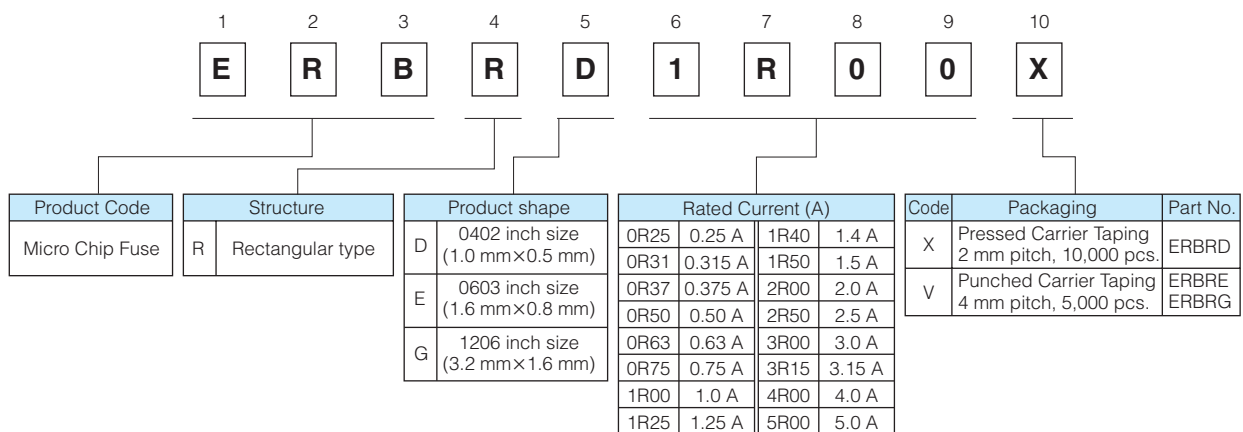 1 2 3 4 5 6 7 8 9 10
E R B R D 1 R 0 0 X
Product Code
Micro Chip Fuse
Structure
R Rectangular type
Product shape
D 0402 inch size
(1.0 mm×0.5 mm)
E 0603 inch size
(1.6 mm×0.8 mm)
G 1206 inch size
(3.2 mm×1.6 mm)
Rated Current (A)
0R25 0.25 A 1R40 1.4 A
0R31 0.315 A 1R50 1.5 A
0R37 0.375 A 2R00 2.0 A
0R50 0.50 A 2R50 2.5 A
0R63 0.63 A 3R00 3.0 A
0R75 0.75 A 3R15 3.15 A
1R00 1.0 A 4R00 4.0 A
1R25 1.25 A 5R00 5.0 A
Code Packaging Part No.
X Pressed Carrier Taping
2 mm pitch, 10,000 pcs. ERBRD
V Punched Carrier Taping ERBRE
4 mm pitch, 5,000 pcs. ERBRG